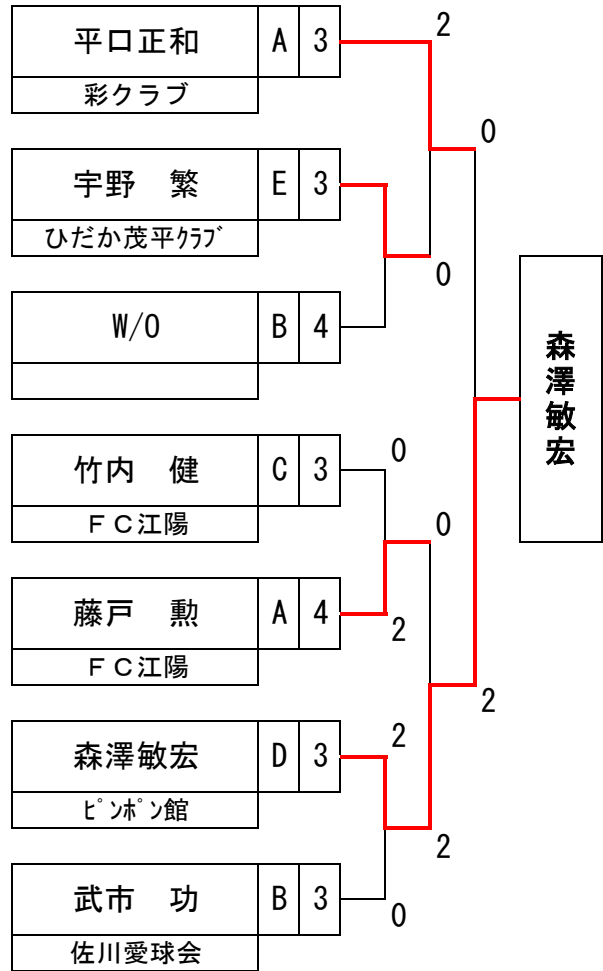 平口正和 A 3
彩クラブ
2
0
宇野　繁 E 3
ひだか茂平ｸﾗﾌﾞ
0
W/O B 4
森澤敏宏
竹内　健 C 3
ＦＣ江陽
0
0
藤戸　勲 A 4
ＦＣ江陽
2
2
森澤敏宏 D 3
ﾋﾟﾝﾎﾟﾝ館
2
2
武市　功 B 3
佐川愛球会
0